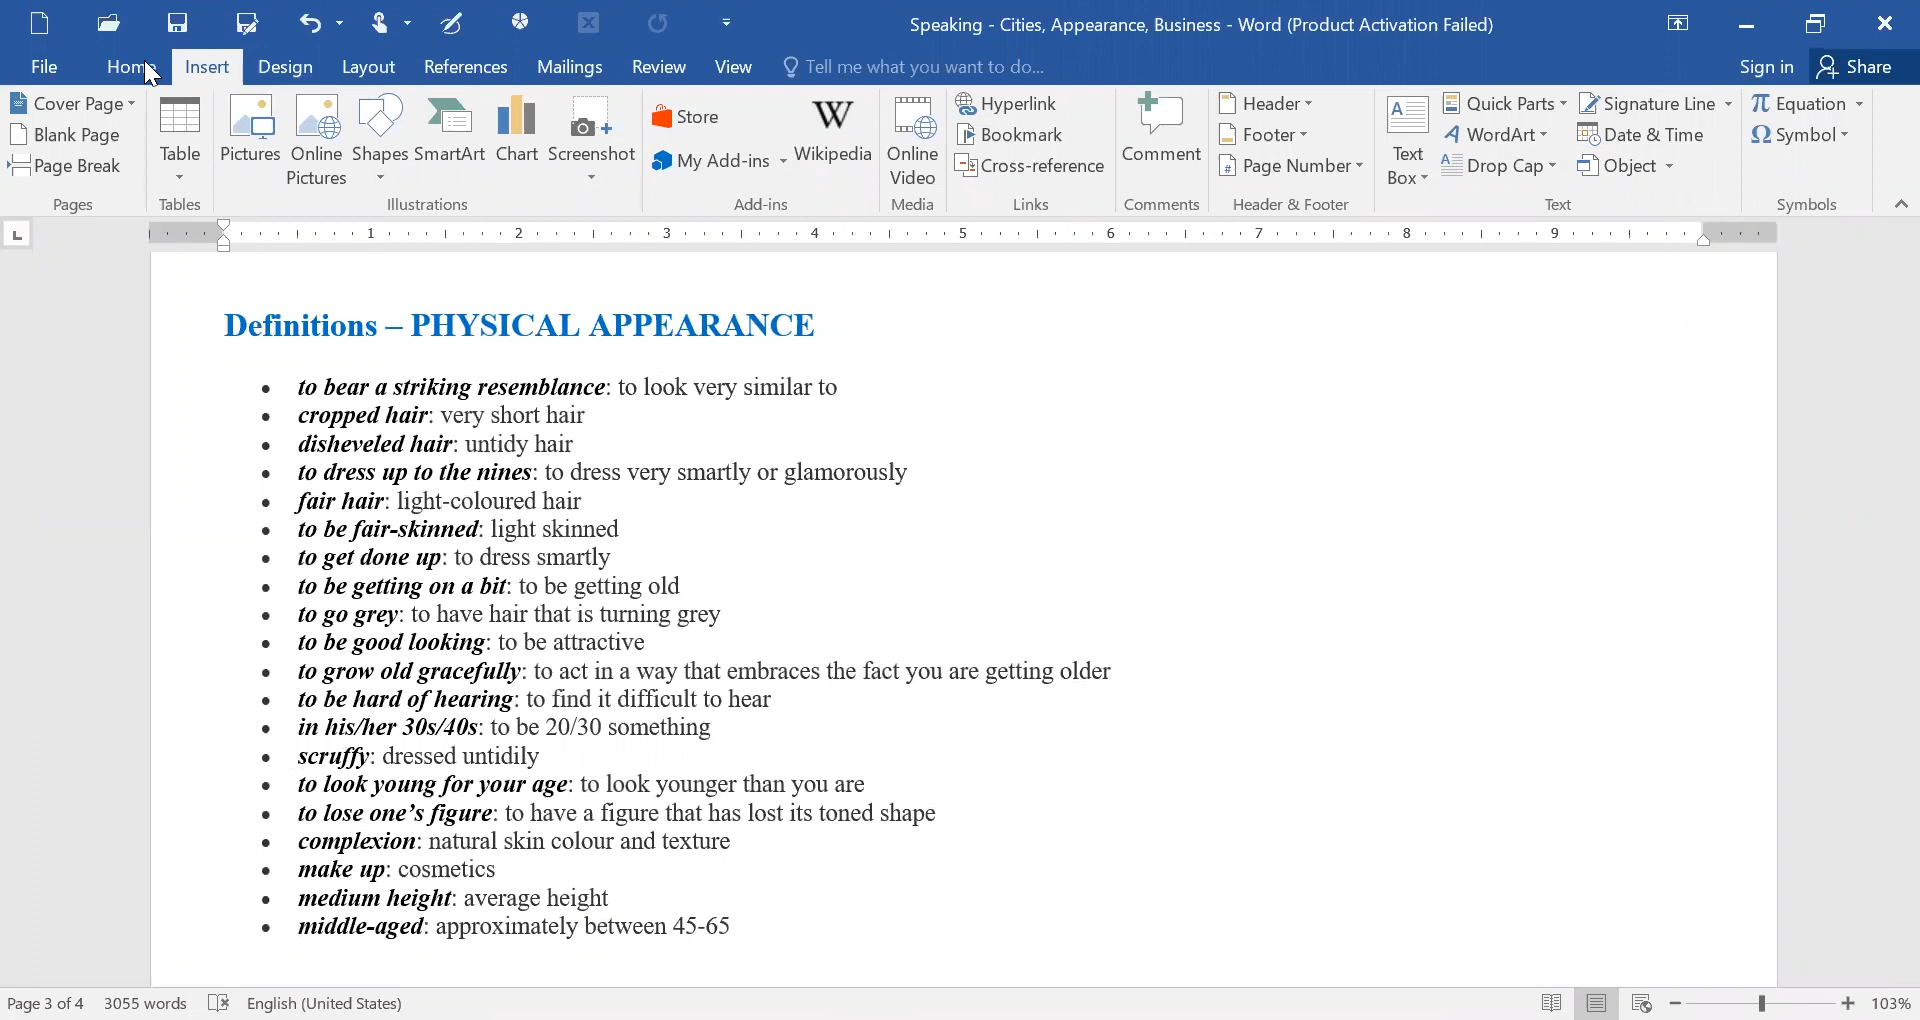 Speaking - Cities, Appearance, Business - Word (Product Activation Failed)
File Home Insert Design Layout References Mailings Review View Tell me what you want to do... Sign in Share
Cover Page
Blank Page
Page Break
Pages
Table
Tables
Pictures
Online
Pictures
Shapes
SmartArt
Chart
Screenshot
Illustrations
Store
My Add-ins
W
Wikipedia
Add-ins
Online
Video
Media
Hyperlink
Bookmark
Cross-reference
Links
Comment
Comments
Header
Footer
Page Number
Header & Footer
Text
Box
Quick Parts
WordArt
Drop Cap
Signature Line
Date & Time
Object
Text
Equation
Symbol
Symbols
1 2 3 4 5 6 7 8 9
Definitions – PHYSICAL APPEARANCE
• to bear a striking resemblance: to look very similar to
• cropped hair: very short hair
• disheveled hair: untidy hair
• to dress up to the nines: to dress very smartly or glamorously
• fair hair: light-coloured hair
• to be fair-skinned: light skinned
• to get done up: to dress smartly
• to be getting on a bit: to be getting old
• to go grey: to have hair that is turning grey
• to be good looking: to be attractive
• to grow old gracefully: to act in a way that embraces the fact you are getting older
• to be hard of hearing: to find it difficult to hear
• in his/her 30s/40s: to be 20/30 something
• scruffy: dressed untidily
• to look young for your age: to look younger than you are
• to lose one’s figure: to have a figure that has lost its toned shape
• complexion: natural skin colour and texture
• make up: cosmetics
• medium height: average height
• middle-aged: approximately between 45-65
Page 3 of 4 3055 words English (United States) 103%